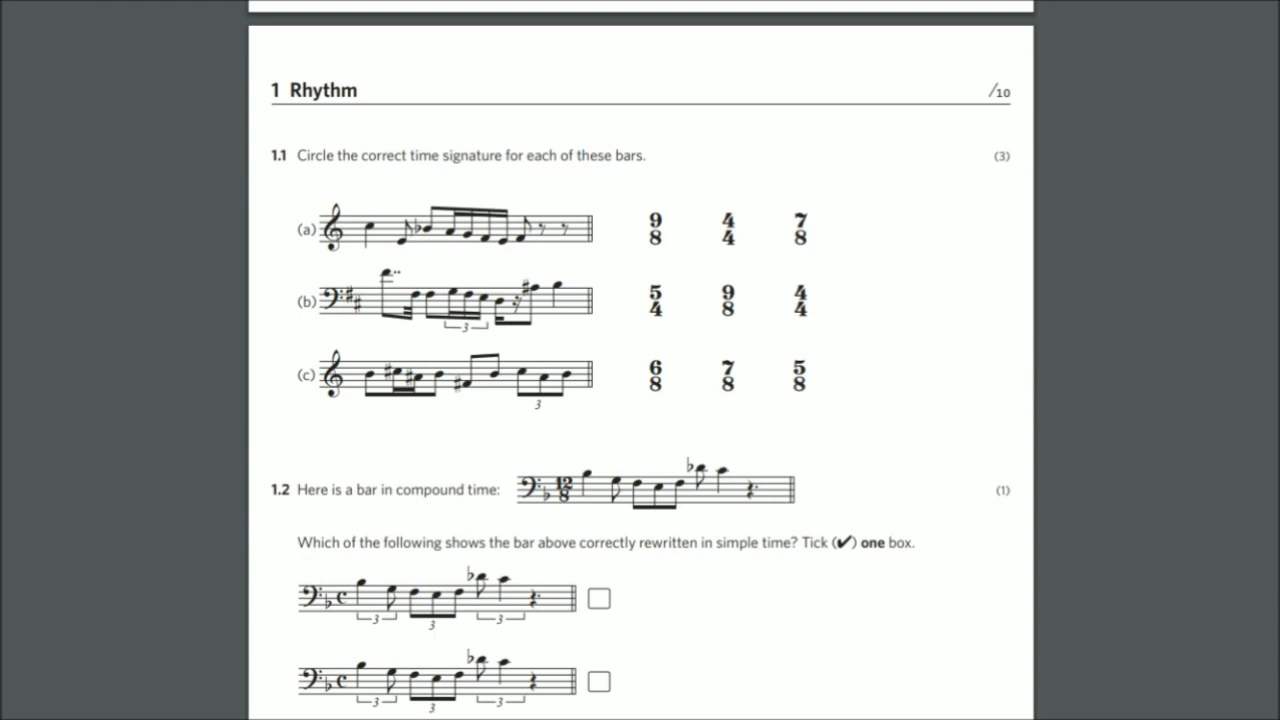 1 Rhythm /10
1.1 Circle the correct time signature for each of these bars. (3)
(a) 9/8 4/4 7/8
(b) 3 5/4 9/8 4/4
(c) 3 6/8 7/8 5/8
1.2 Here is a bar in compound time: 12/8 (1)
Which of the following shows the bar above correctly rewritten in simple time? Tick (✔) one box.
3 3 3
3 3 3